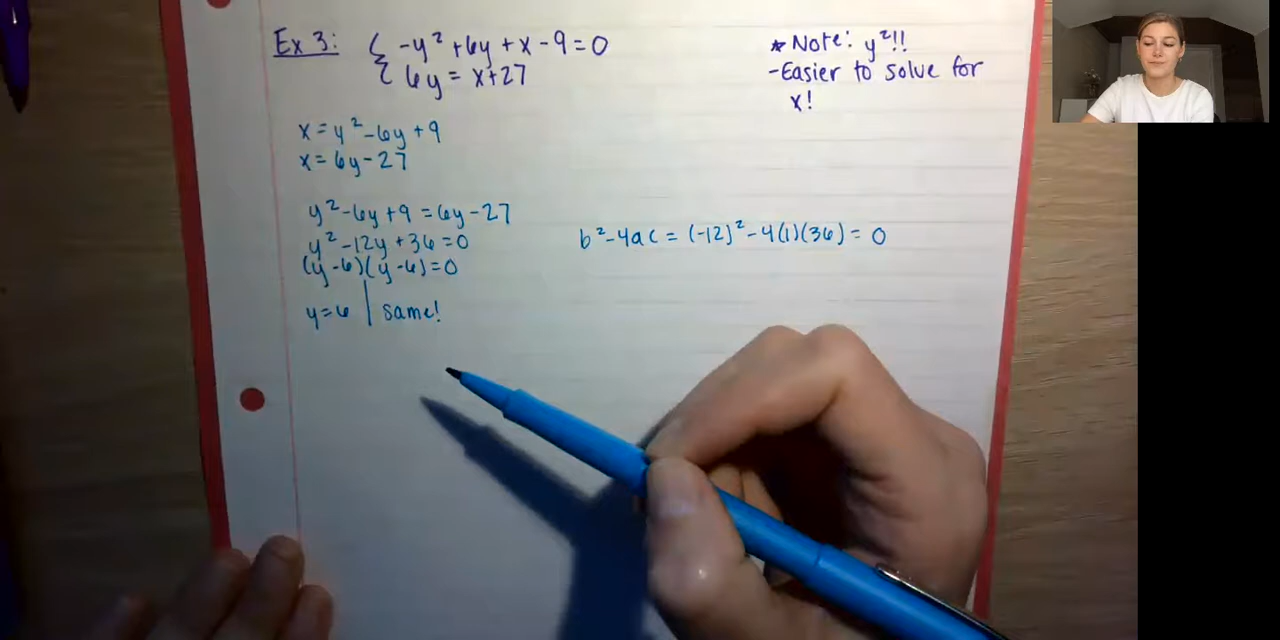 Ex 3: { -y² + 6y + x - 9 = 0
6y = x + 27
* Note: y²!!
- Easier to solve for
x!
x = y² - 6y + 9
x = 6y - 27
y² - 6y + 9 = 6y - 27
y² - 12y + 36 = 0
(y - 6)(y - 6) = 0
y = 6 | same!
b² - 4ac = (-12)² - 4(1)(36) = 0